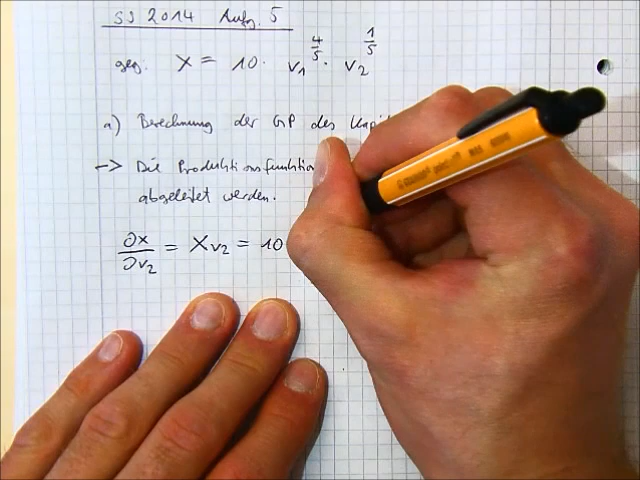 SS 2014 Aufg. 5
geg: x = 10 · v₁^(4/5) · v₂^(1/5)
a) Berechnung der GP des
→ Die Produktionsfunktion
abgeleitet werden.
∂x/∂v₂ = Xv₂ = 10